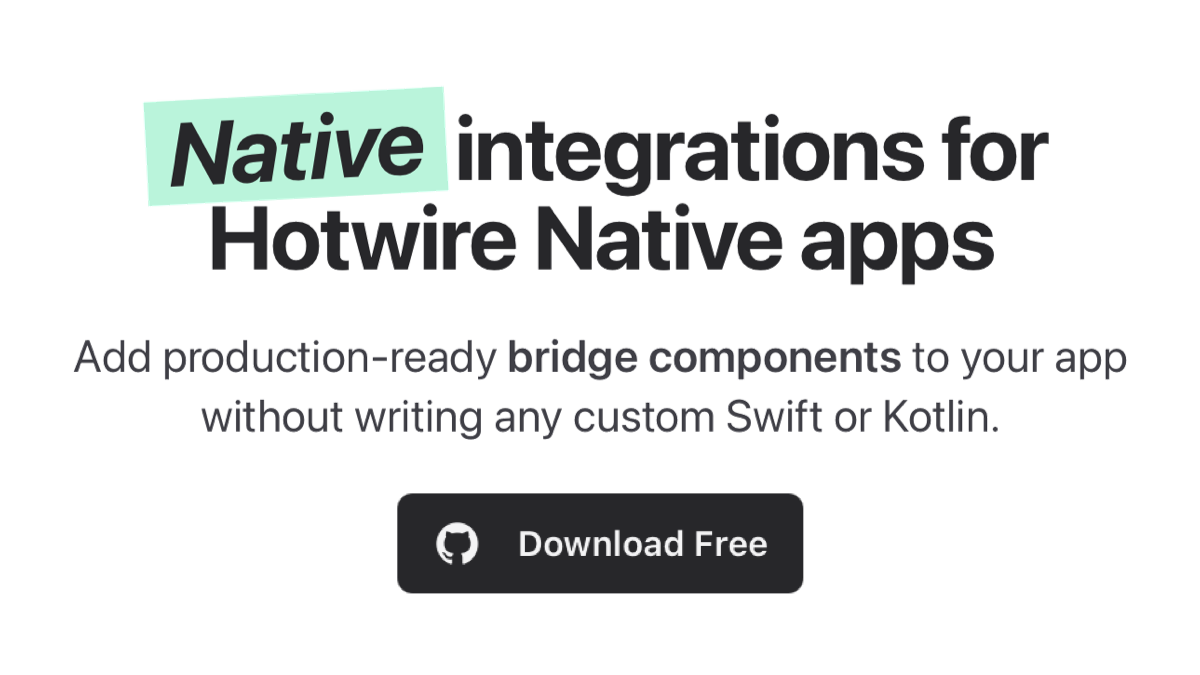 Native integrations for
Hotwire Native apps
Add production-ready bridge components to your app
without writing any custom Swift or Kotlin.
Download Free